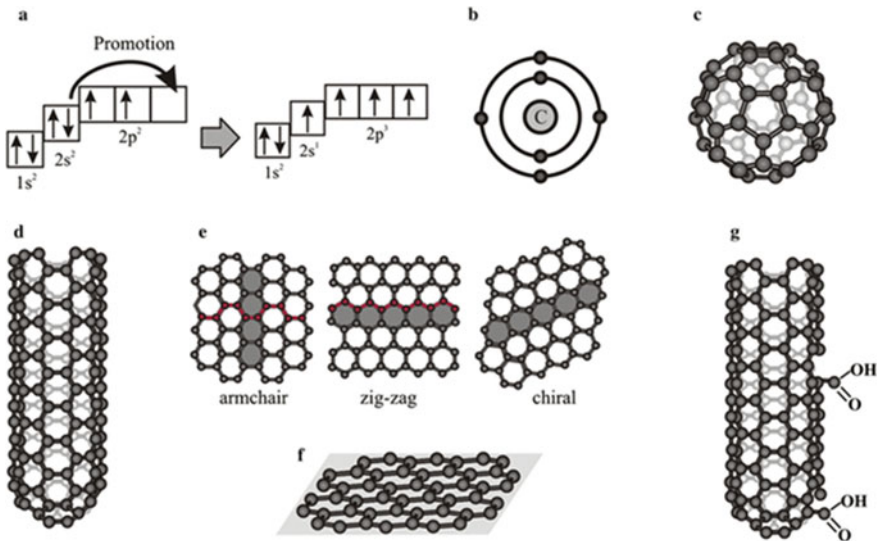 a
Promotion
2p²
2s²
1s²
2p³
2s¹
1s²
b
C
c
d
e
armchair
zig-zag
chiral
f
g
OH
O
OH
O